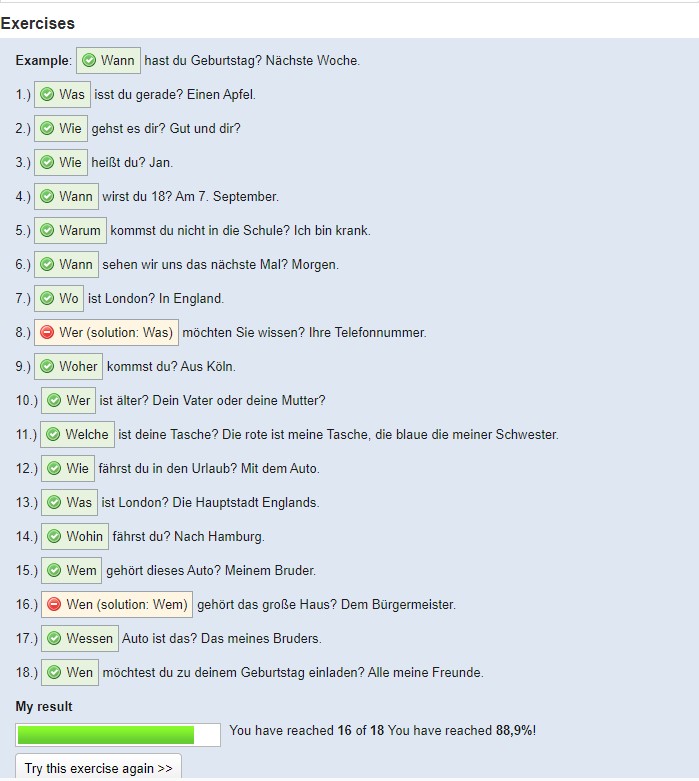 Exercises
Example: Wann hast du Geburtstag? Nächste Woche.
1.) Was isst du gerade? Einen Apfel.
2.) Wie gehst es dir? Gut und dir?
3.) Wie heißt du? Jan.
4.) Wann wirst du 18? Am 7. September.
5.) Warum kommst du nicht in die Schule? Ich bin krank.
6.) Wann sehen wir uns das nächste Mal? Morgen.
7.) Wo ist London? In England.
8.) Wer (solution: Was) möchten Sie wissen? Ihre Telefonnummer.
9.) Woher kommst du? Aus Köln.
10.) Wer ist älter? Dein Vater oder deine Mutter?
11.) Welche ist deine Tasche? Die rote ist meine Tasche, die blaue die meiner Schwester.
12.) Wie fährst du in den Urlaub? Mit dem Auto.
13.) Was ist London? Die Hauptstadt Englands.
14.) Wohin fährst du? Nach Hamburg.
15.) Wem gehört dieses Auto? Meinem Bruder.
16.) Wen (solution: Wem) gehört das große Haus? Dem Bürgermeister.
17.) Wessen Auto ist das? Das meines Bruders.
18.) Wen möchtest du zu deinem Geburtstag einladen? Alle meine Freunde.
My result
You have reached 16 of 18 You have reached 88,9%!
Try this exercise again >>